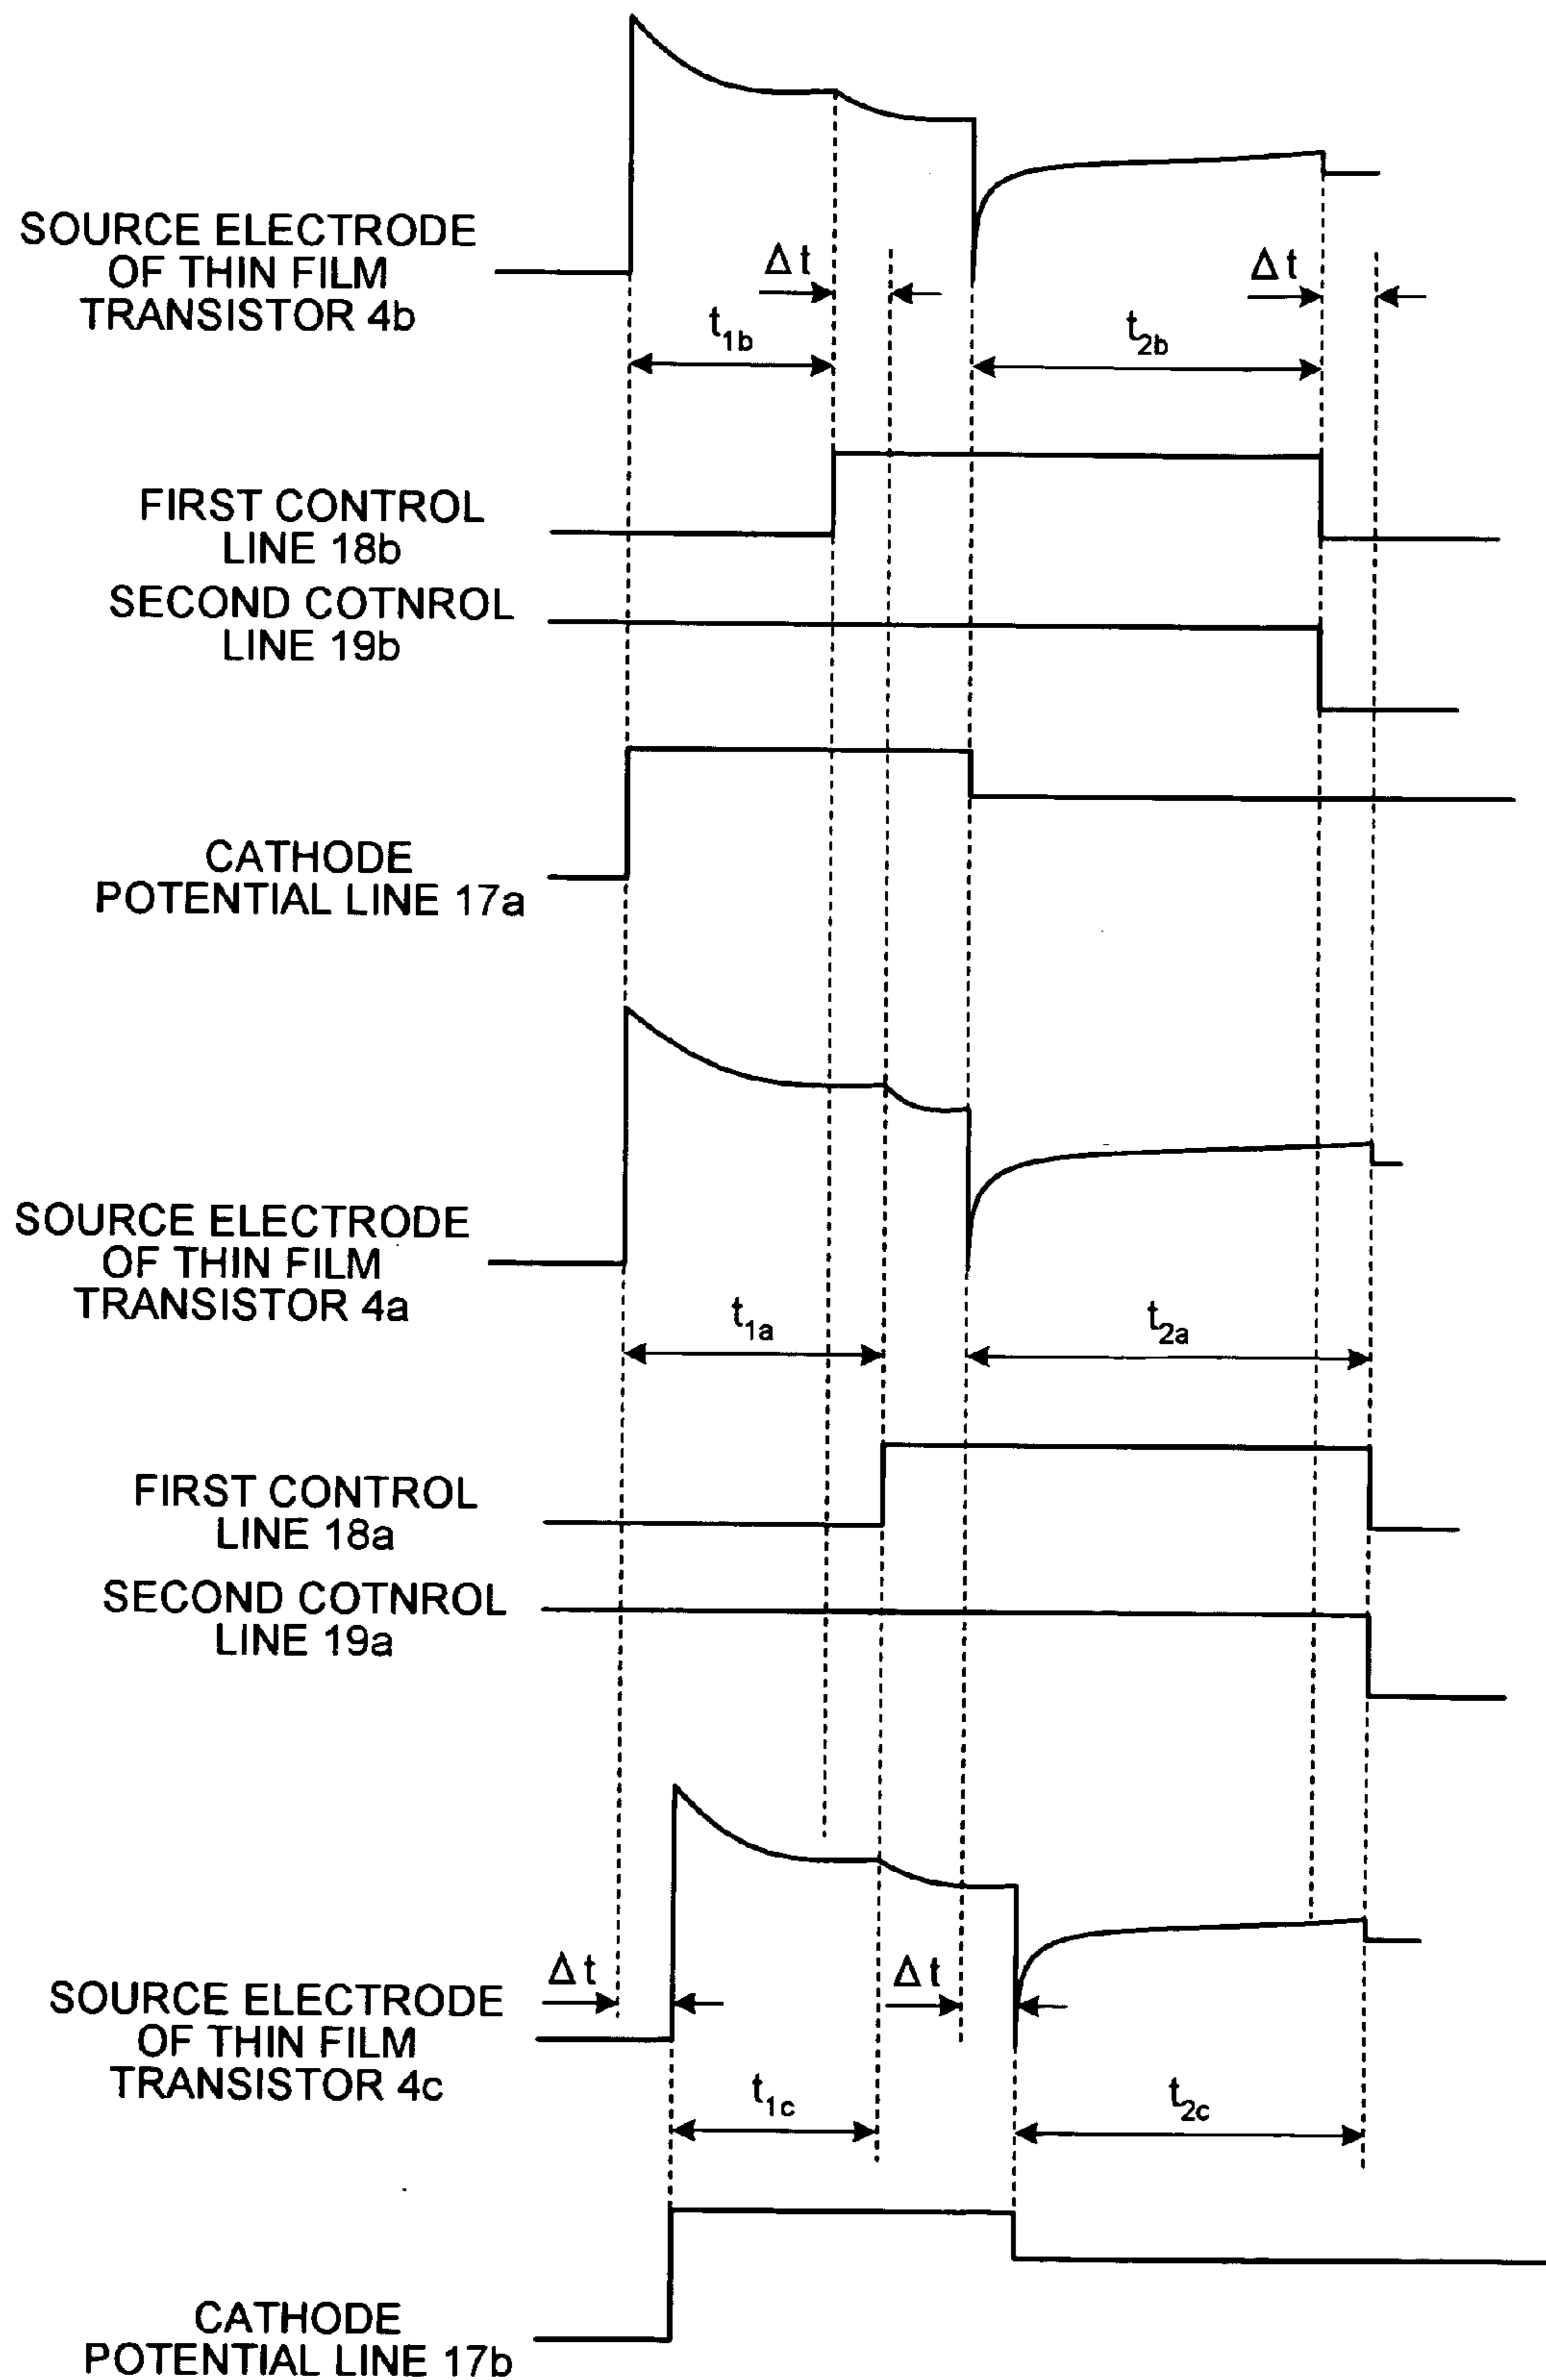 SOURCE ELECTRODE
OF THIN FILM
TRANSISTOR 4b
Δt
Δt
t1b
t2b
FIRST CONTROL
LINE 18b
SECOND COTNROL
LINE 19b
CATHODE
POTENTIAL LINE 17a
SOURCE ELECTRODE
OF THIN FILM
TRANSISTOR 4a
t1a
t2a
FIRST CONTROL
LINE 18a
SECOND COTNROL
LINE 19a
Δt
Δt
SOURCE ELECTRODE
OF THIN FILM
TRANSISTOR 4c
t1c
t2c
CATHODE
POTENTIAL LINE 17b